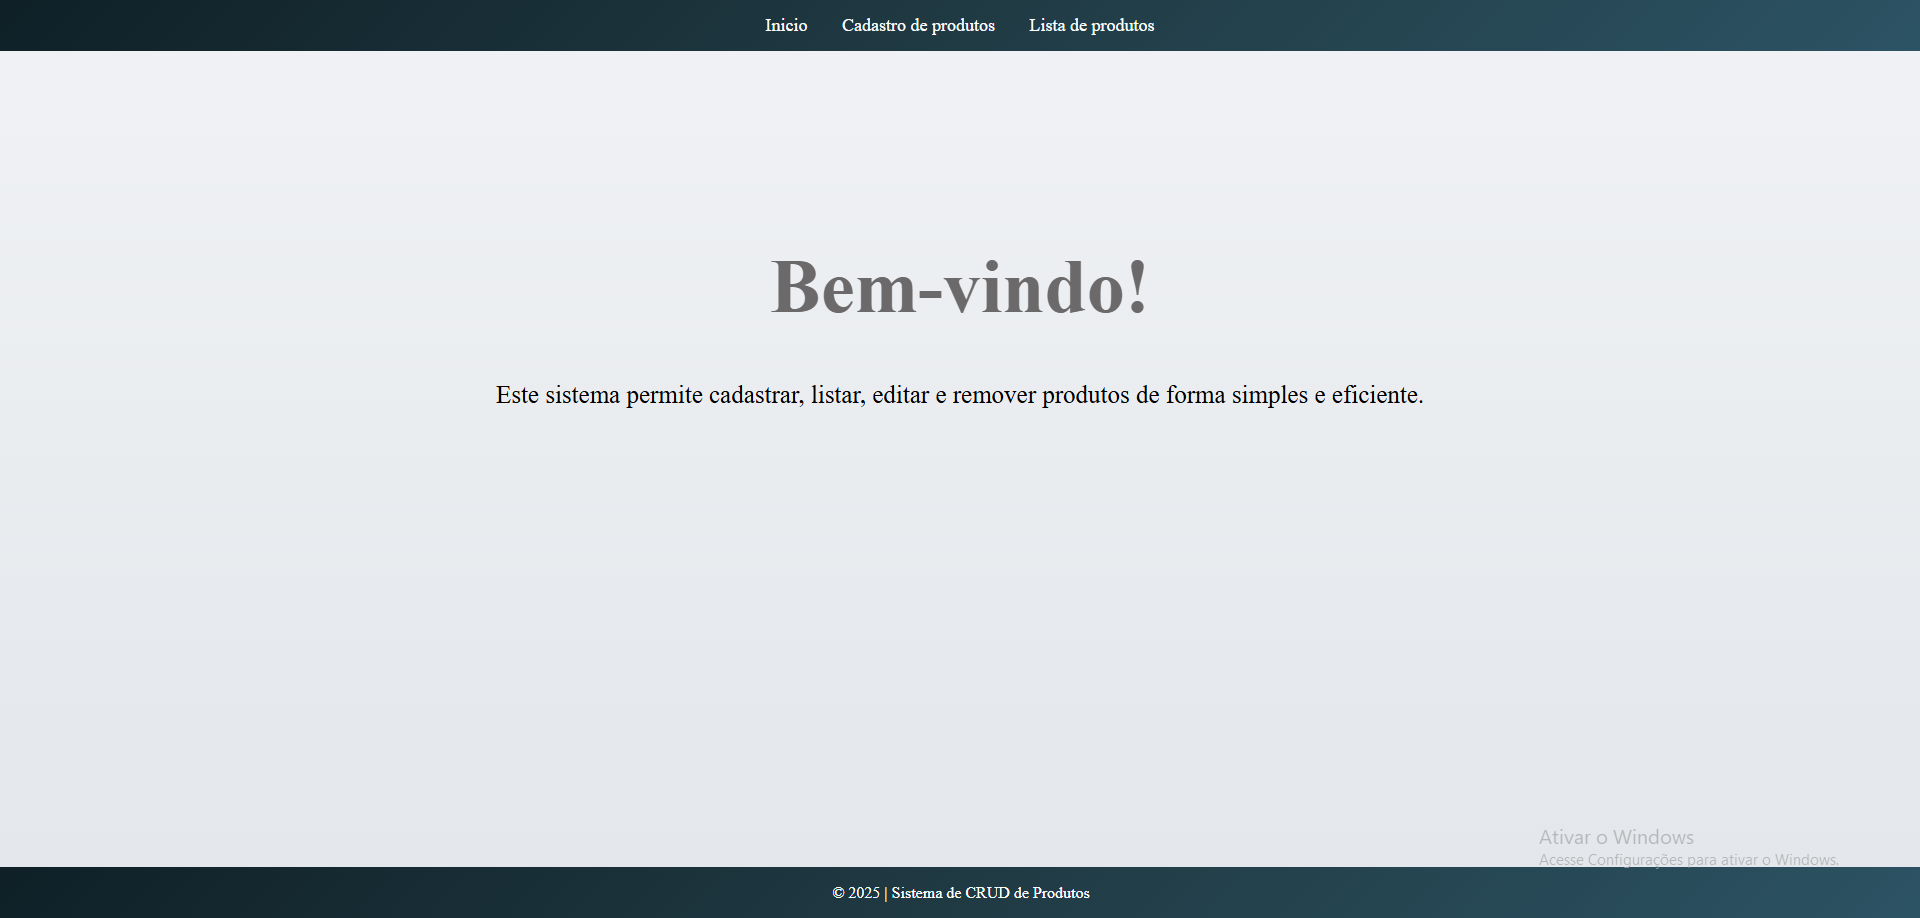 Inicio Cadastro de produtos Lista de produtos
Bem-vindo!
Este sistema permite cadastrar, listar, editar e remover produtos de forma simples e eficiente.
Ativar o Windows
Acesse Configurações para ativar o Windows.
© 2025 | Sistema de CRUD de Produtos